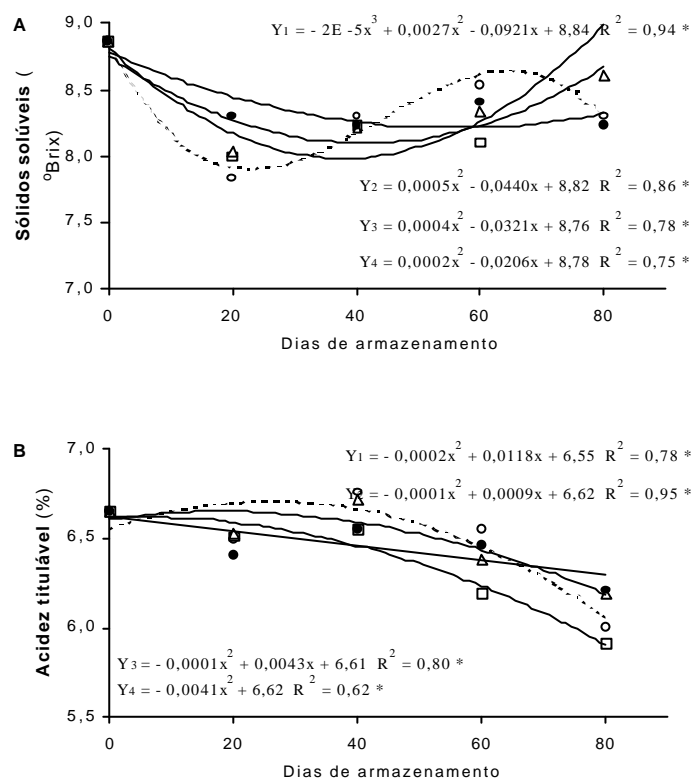 A
Y1 = - 2E -5x³ + 0,0027x² - 0,0921x + 8,84 R² = 0,94 *
Sólidos solúveis (
ºBrix)
9,0
8,5
8,0
7,5
7,0
Y2 = 0,0005x² - 0,0440x + 8,82 R² = 0,86 *
Y3 = 0,0004x² - 0,0321x + 8,76 R² = 0,78 *
Y4 = 0,0002x² - 0,0206x + 8,78 R² = 0,75 *
0 20 40 60 80
Dias de armazenamento
B
Y1 = - 0,0002x² + 0,0118x + 6,55 R² = 0,78 *
Y2 = - 0,0001x² + 0,0009x + 6,62 R² = 0,95 *
Acidez titulável (%)
7,0
6,5
6,0
5,5
Y3 = - 0,0001x² + 0,0043x + 6,61 R² = 0,80 *
Y4 = - 0,0041x² + 6,62 R² = 0,62 *
0 20 40 60 80
Dias de armazenamento